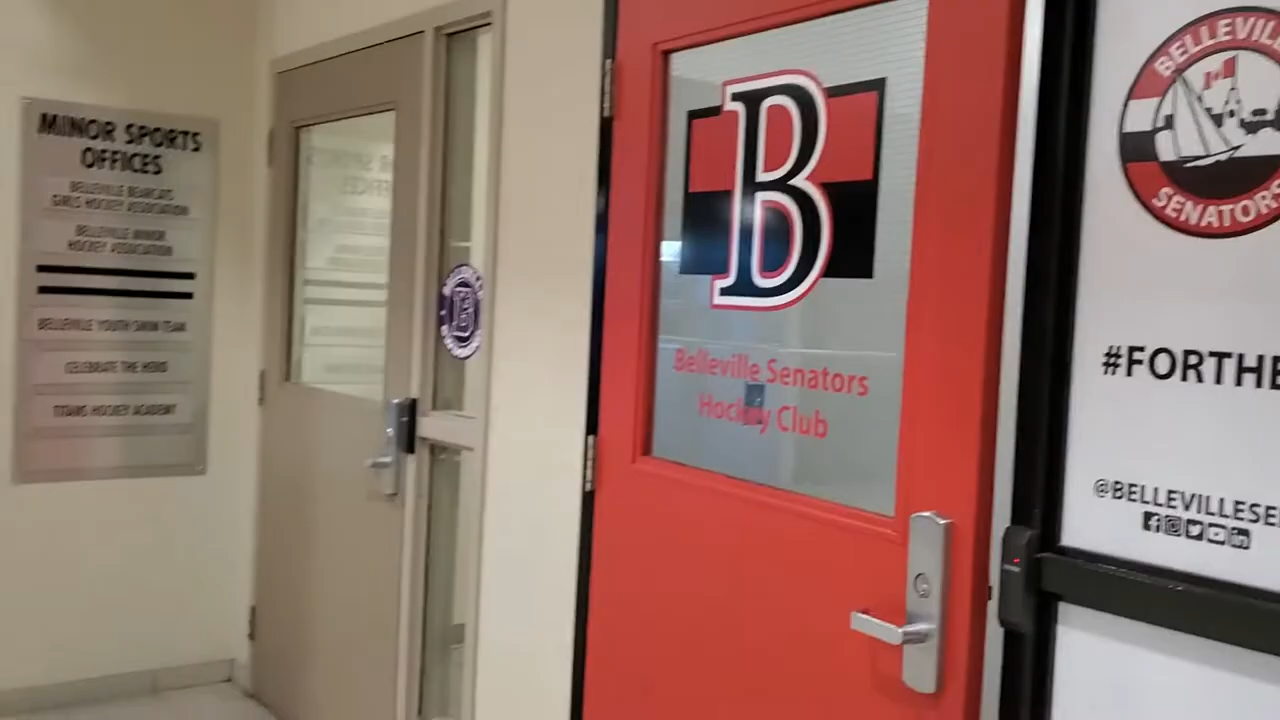 MINOR SPORTS
OFFICES
BELLEVILLE BEARCATS
GIRLS HOCKEY ASSOCIATION
BELLEVILLE MINOR
HOCKEY ASSOCIATION
BELLEVILLE YOUTH SWIM TEAM
CELEBRATE THE HERO
TITANS HOCKEY ACADEMY
B
B
Belleville Senators
Hockey Club
BELLEVIL
SENATORS
#FORTHE
@BELLEVILLESE